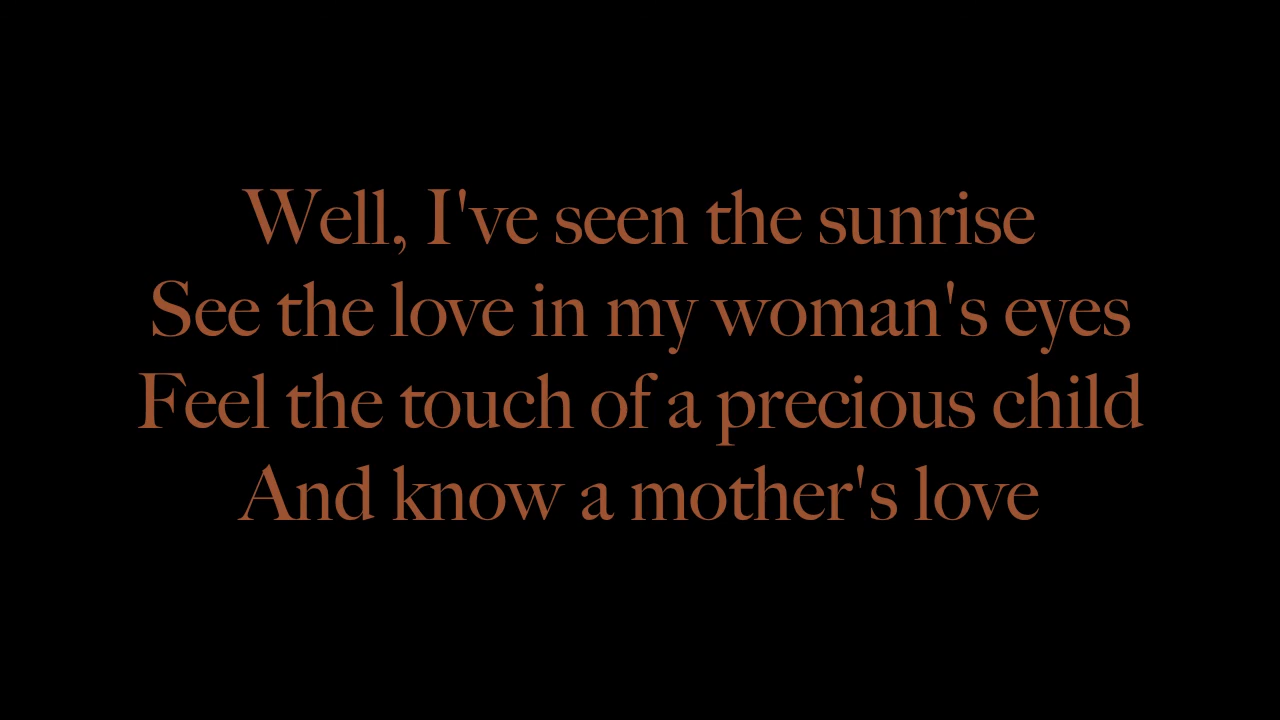 Well, I've seen the sunrise
See the love in my woman's eyes
Feel the touch of a precious child
And know a mother's love